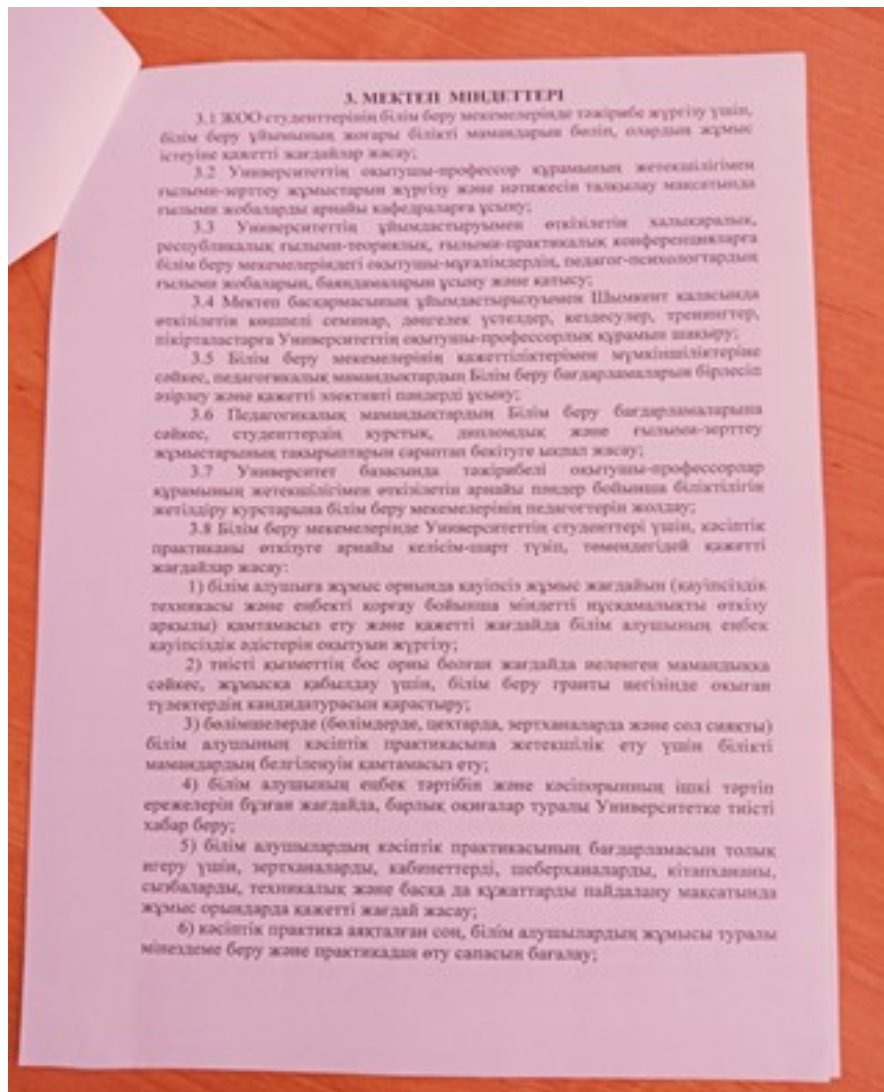 3. МЕКТЕП МІНДЕТТЕРІ
3.1 ЖОО студенттерінің білім беру мекемелерінде тәжірибе жүргізу үшін,
білім беру ұйымының жоғары білікті мамандарын бөліп, олардың жұмыс
істеуіне қажетті жағдайлар жасау;
3.2 Университеттің оқытушы-профессор құрамының жетекшілігімен
ғылыми-зерттеу жұмыстарын жүргізу және нәтижесін талқылау мақсатында
ғылыми жобаларды арнайы кафедраларға ұсыну;
3.3 Университеттің ұйымдастыруымен өткізілетін халықаралық,
республикалық ғылыми-теориялық, ғылыми-практикалық конференцияларға
білім беру мекемелеріндегі оқытушы-мұғалімдердің, педагог-психологтардың
ғылыми жобаларын, баяндамаларын ұсыну және қатысу;
3.4 Мектеп басқармасының ұйымдастырылуымен Шымкент қаласында
өткізілетін көшпелі семинар, дөңгелек үстелдер, кездесулер, тренингтер,
пікірталастарға Университеттің оқытушы-профессорлық құрамын шақыру;
3.5 Білім беру мекемелерінің қажеттіліктерімен мүмкіншіліктеріне
сәйкес, педагогикалық мамандықтардың Білім беру бағдарламаларын бірлесіп
әзірлеу және қажетті элективті пәндерді ұсыну;
3.6 Педагогикалық мамандықтардың Білім беру бағдарламаларына
сәйкес, студенттердің курстық, дипломдық және ғылыми-зерттеу
жұмыстарының тақырыптарын сараптап бекітуге ықпал жасау;
3.7 Университет базасында тәжірибелі оқытушы-профессорлар
құрамының жетекшілігімен өткізілетін арнайы пәндер бойынша біліктілігін
жетілдіру курстарына білім беру мекемелерінің педагогтерін жолдау;
3.8 Білім беру мекемелерінде Университеттің студенттері үшін, кәсіптік
практиканы өткізуге арнайы келісім-шарт түзіп, төмендегідей қажетті
жағдайлар жасау:
1) білім алушыға жұмыс орнында қауіпсіз жұмыс жағдайын (қауіпсіздік
техникасы және еңбекті қорғау бойынша міндетті нұсқамалықты өткізу
арқылы) қамтамасыз ету және қажетті жағдайда білім алушының еңбек
қауіпсіздік әдістерін оқытуын жүргізу;
2) тиісті қызметтің бос орны болған жағдайда иеленген мамандыққа
сәйкес, жұмысқа қабылдау үшін, білім беру гранты негізінде оқыған
түлектердің кандидатурасын қарастыру;
3) бөлімшелерде (бөлімдерде, цехтарда, зертханаларда және сол сияқты)
білім алушының кәсіптік практикасына жетекшілік ету үшін білікті
мамандардың белгіленуін қамтамасыз ету;
4) білім алушының еңбек тәртібін және кәсіпорынның ішкі тәртіп
ережелерін бұзған жағдайда, барлық оқиғалар туралы Университетке тиісті
хабар беру;
5) білім алушылардың кәсіптік практикасының бағдарламасын толық
игеру үшін, зертханаларды, кабинеттерді, шеберханаларды, кітапхананы,
сызбаларды, техникалық және басқа да құжаттарды пайдалану мақсатында
жұмыс орындарда қажетті жағдай жасау;
6) кәсіптік практика аяқталған соң, білім алушылардың жұмысы туралы
мінездеме беру және практикадан өту сапасын бағалау;